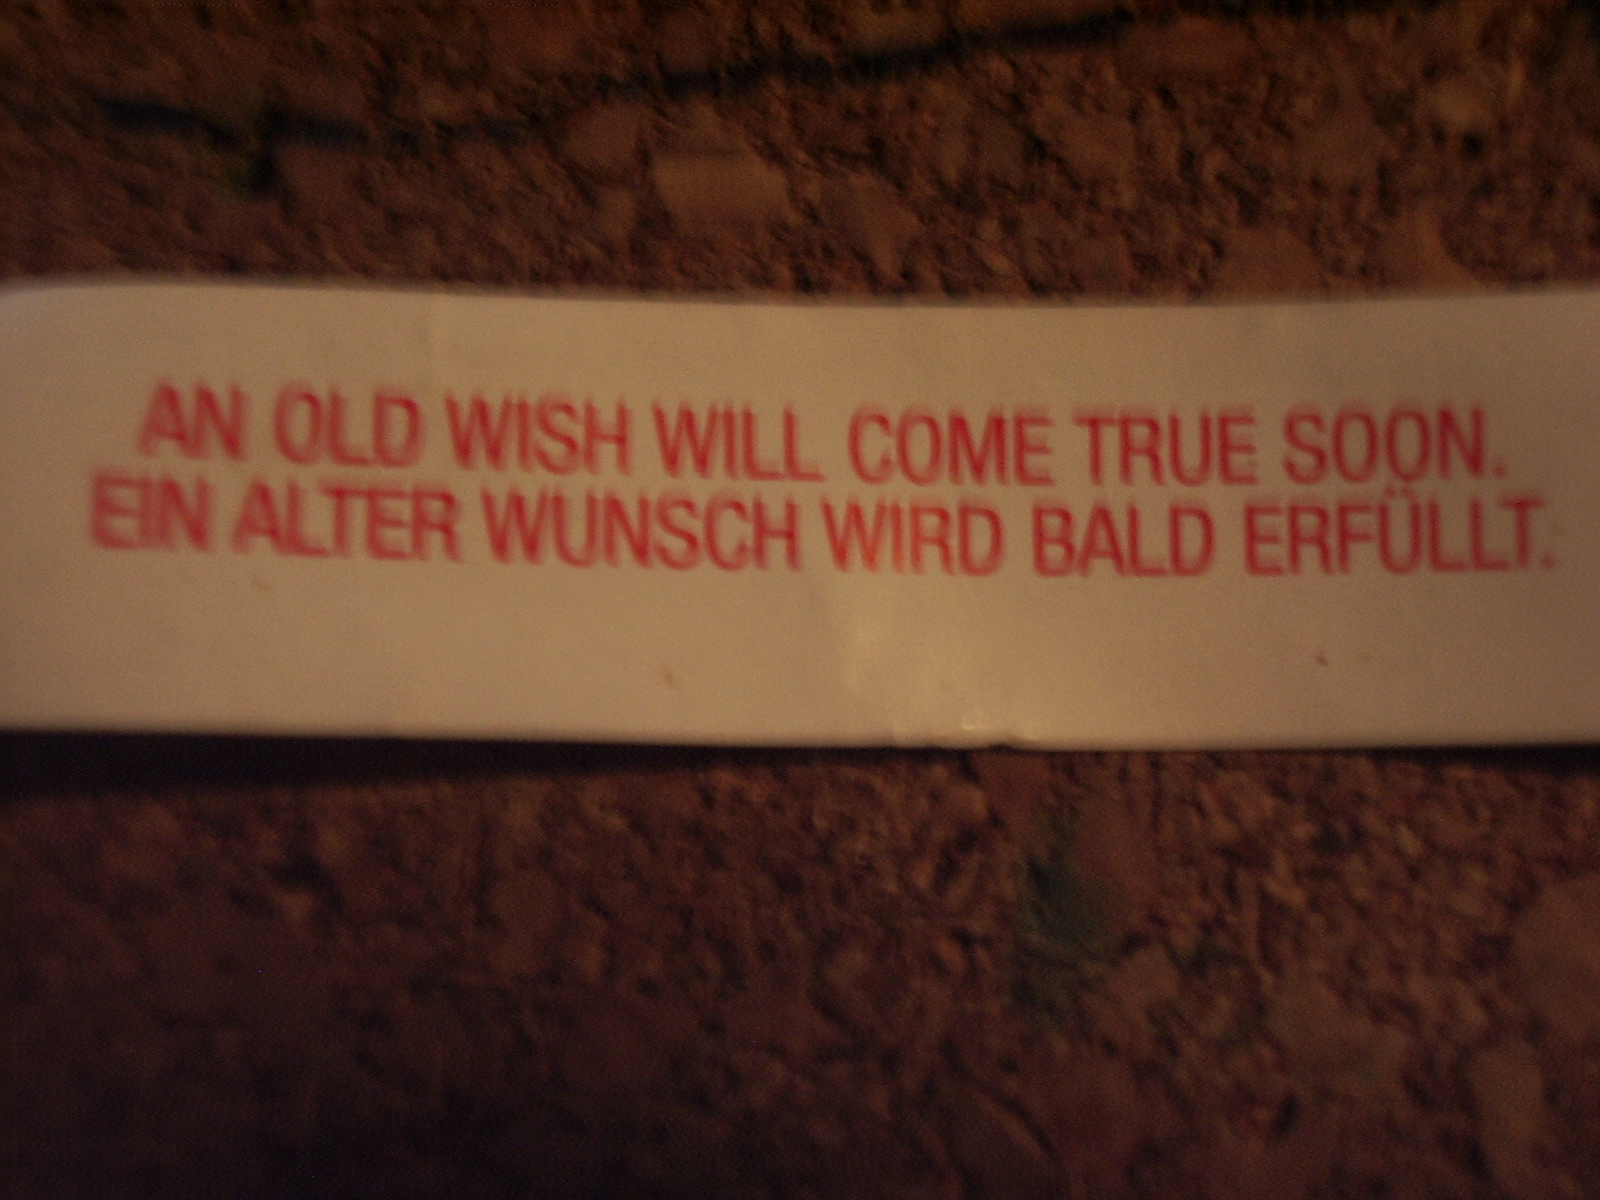 AN OLD WISH WILL COME TRUE SOON.
EIN ALTER WUNSCH WIRD BALD ERFÜLLT.